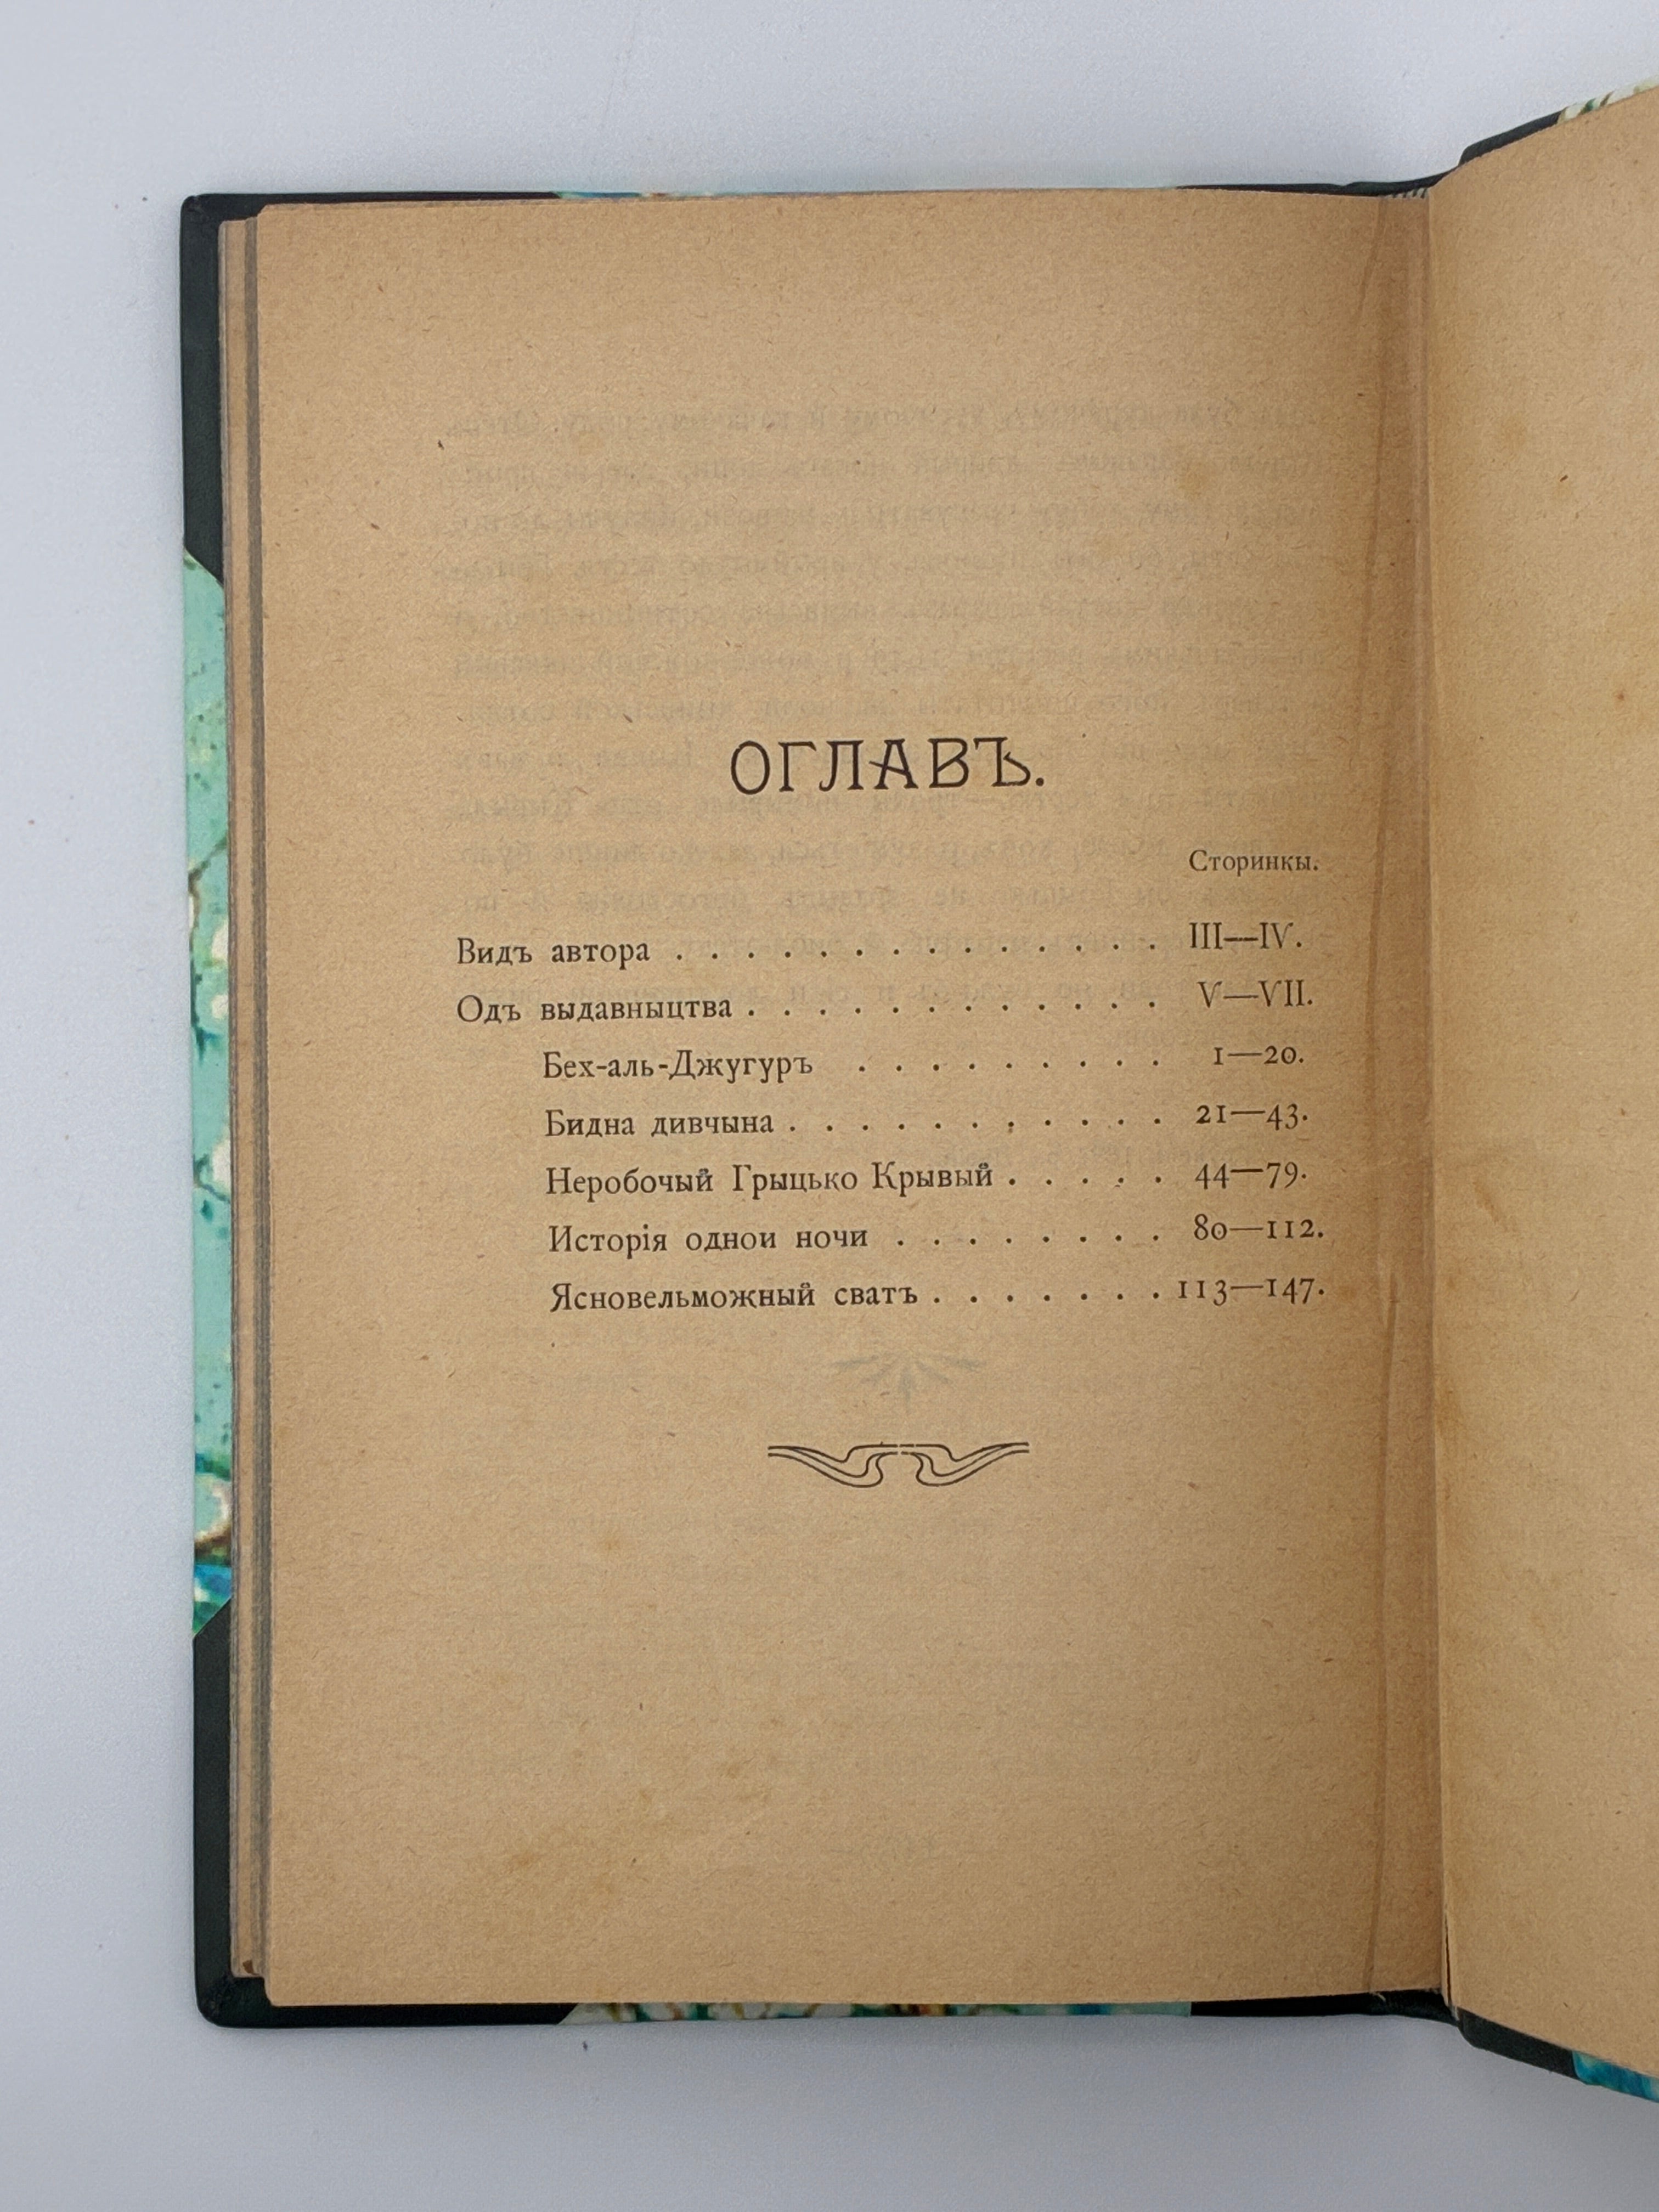 ОГЛАВЪ.
Сторинкы.
Видъ автора . . . . . . . . . . . . . . III—IV.
Одъ выдавныцтва . . . . . . . . . . . . V—VII.
Бех-аль-Джугуръ . . . . . . . . . 1—20.
Бидна дивчына . . . . . . . . . . . 21—43.
Неробочый Грыцько Крывый . . . . . 44—79.
Исторія однои ночи . . . . . . . . 80—112.
Ясновельможный сватъ . . . . . . . 113—147.